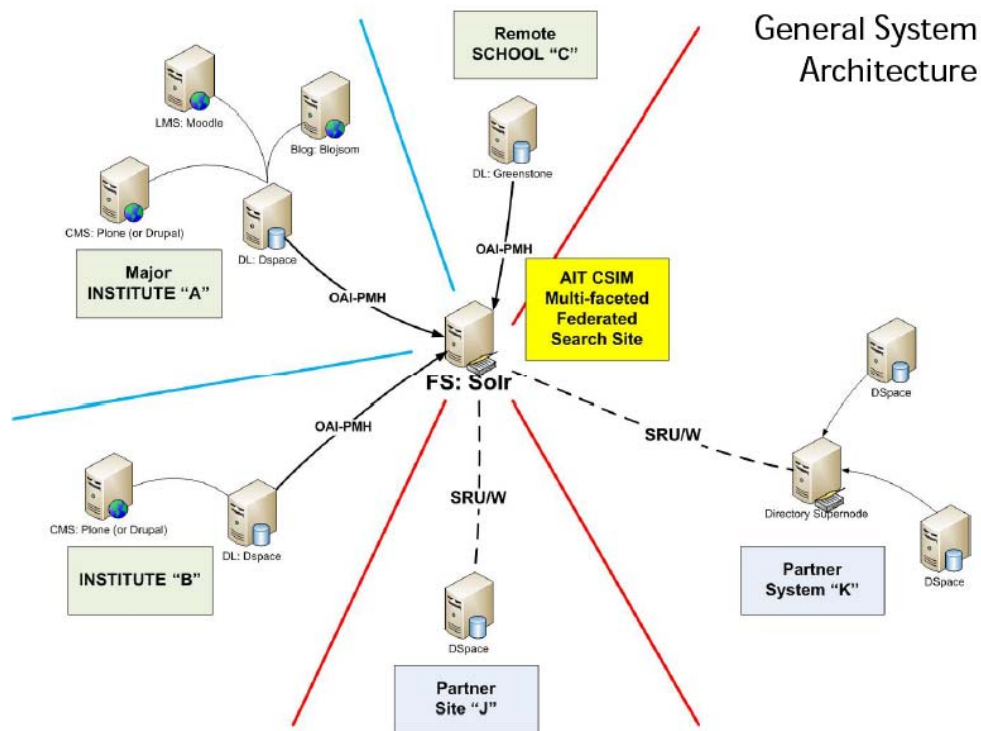 General System
Architecture
Remote
SCHOOL “C”
LMS: Moodle
Blog: Blojsom
DL: Greenstone
CMS: Plone (or Drupal)
DL: Dspace
Major
INSTITUTE “A”
OAI-PMH
OAI-PMH
AIT CSIM
Multi-faceted
Federated
Search Site
FS: Solr
DSpace
OAI-PMH
SRU/W
SRU/W
CMS: Plone (or Drupal)
DL: Dspace
Directory Supernode
DSpace
INSTITUTE “B”
Partner
System “K”
DSpace
Partner
Site “J”